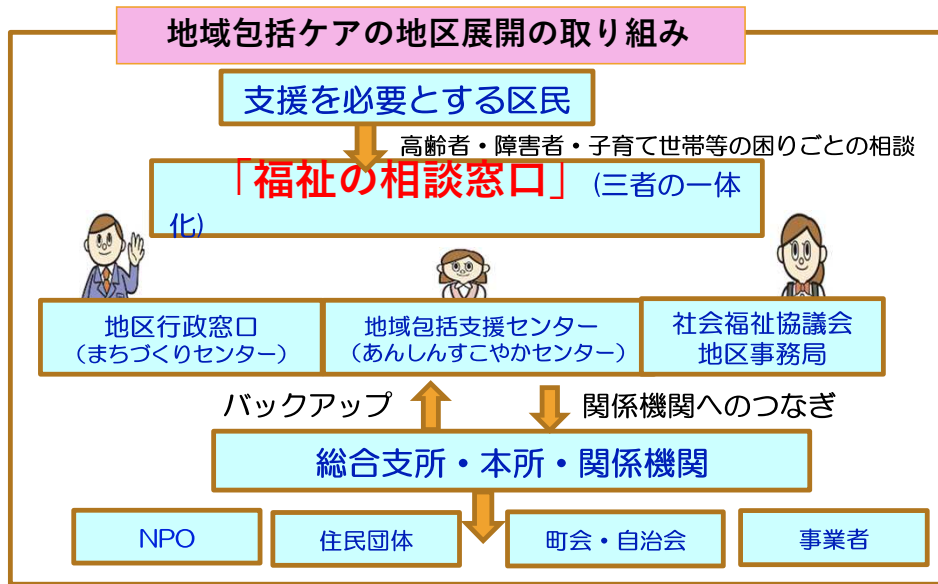 地域包括ケアの地区展開の取り組み
支援を必要とする区民
高齢者・障害者・子育て世帯等の困りごとの相談
「福祉の相談窓口」(三者の一体
化)
地区行政窓口
(まちづくりセンター)
地域包括支援センター
(あんしんすこやかセンター)
社会福祉協議会
地区事務局
バックアップ
関係機関へのつなぎ
総合支所・本所・関係機関
NPO
住民団体
町会・自治会
事業者